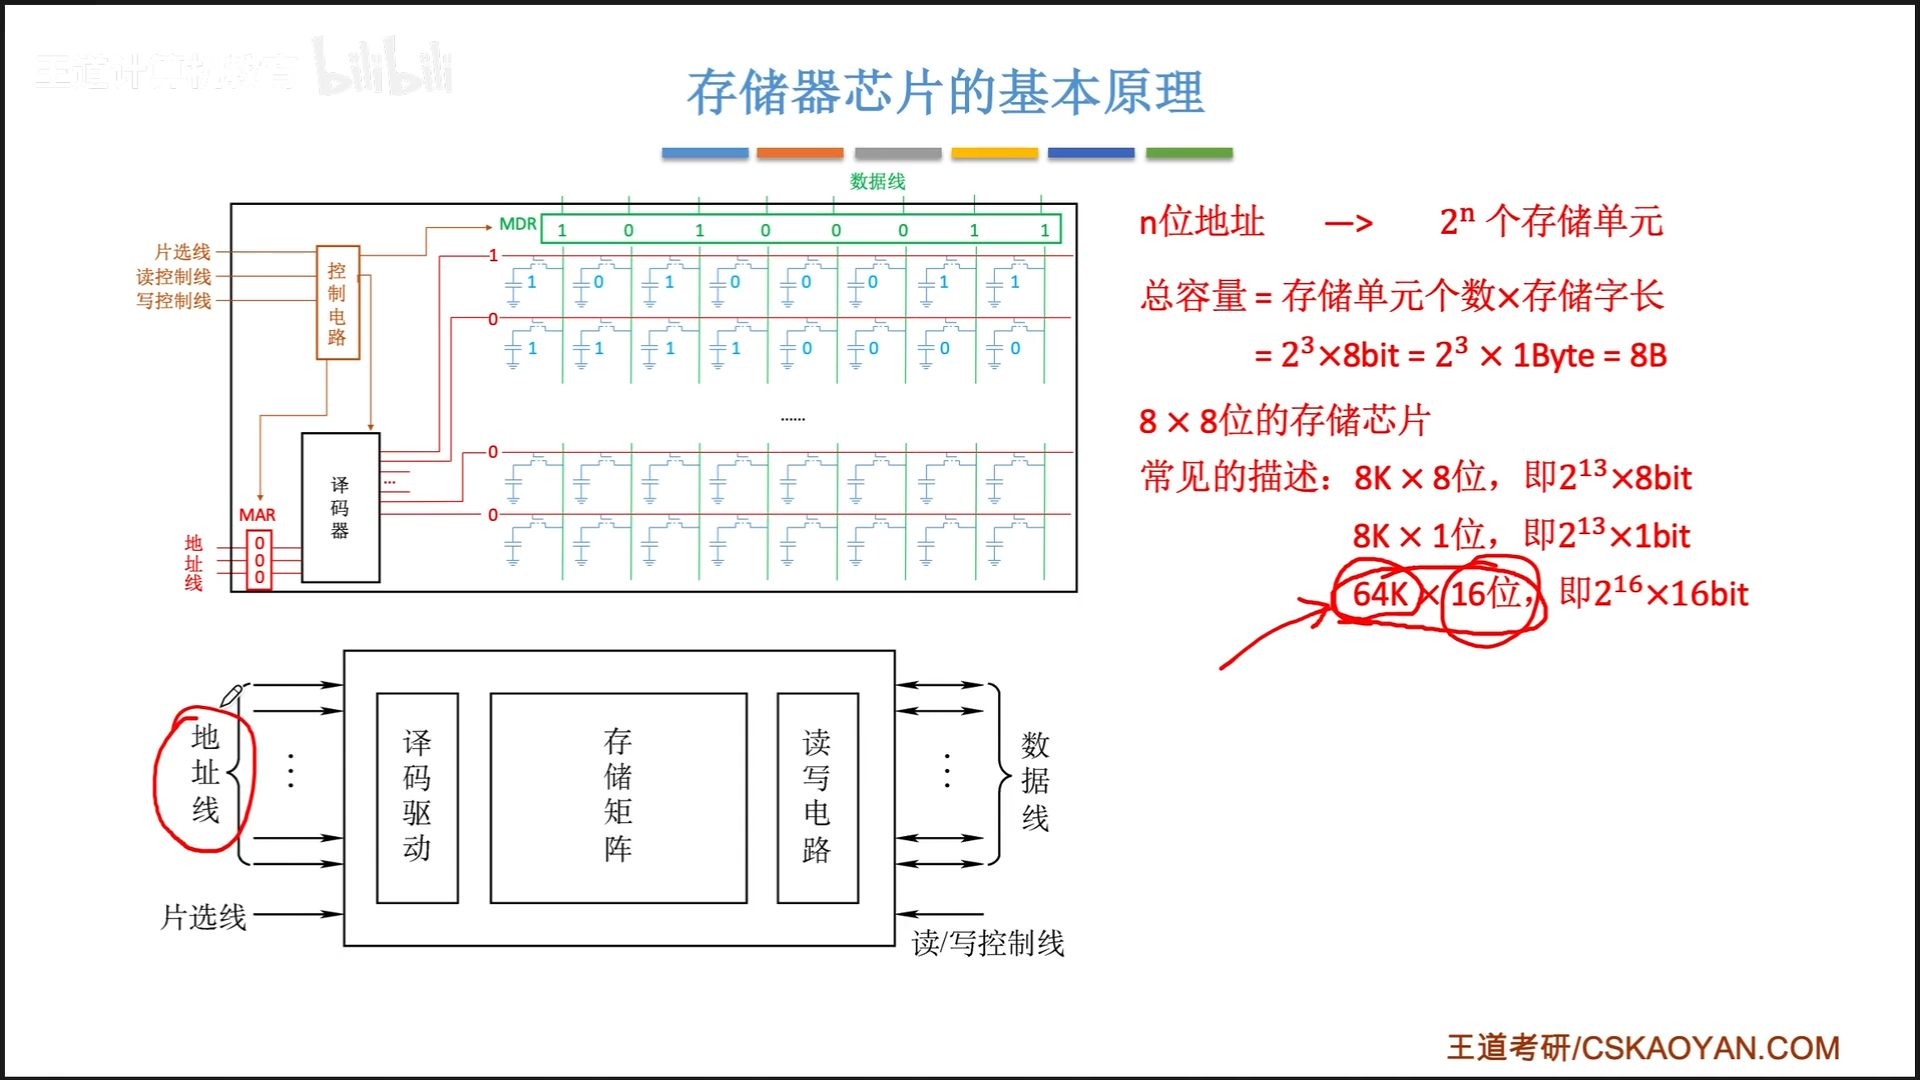 王道计算机教育 bilibili
存储器芯片的基本原理
数据线
MDR 1 0 1 0 0 0 1 1
片选线
读控制线
写控制线
控制电路
1
1 0 1 0 0 0 1 1
0
1 1 1 1 0 0 0 0
......
0
0
...
译码器
MAR
地址线
0
0
0
n位地址 —> 2ⁿ 个存储单元
总容量 = 存储单元个数×存储字长
= 2³×8bit = 2³ × 1Byte = 8B
8 × 8位的存储芯片
常见的描述：8K × 8位，即2¹³×8bit
8K × 1位，即2¹³×1bit
64K × 16位，即2¹⁶×16bit
地址线
译码驱动
存储矩阵
读写电路
数据线
片选线
读/写控制线
王道考研/CSKAOYAN.COM